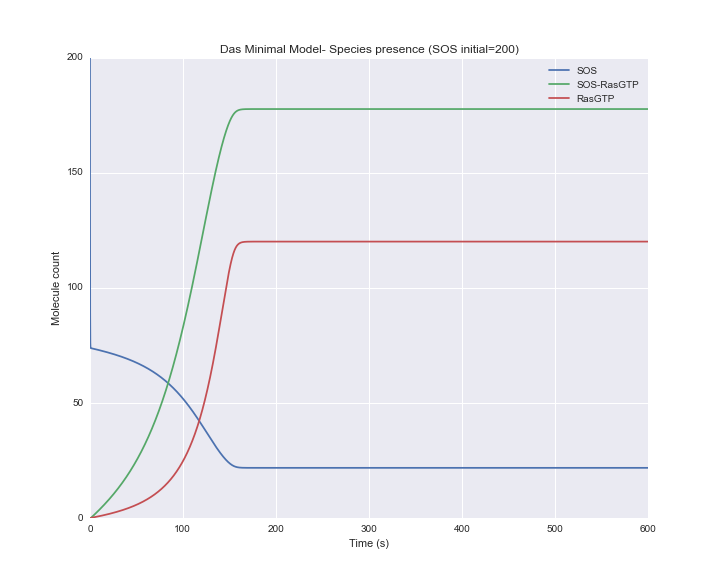 Das Minimal Model- Species presence (SOS initial=200)
SOS
SOS-RasGTP
RasGTP
200
150
100
50
0
Molecule count
0 100 200 300 400 500 600
Time (s)